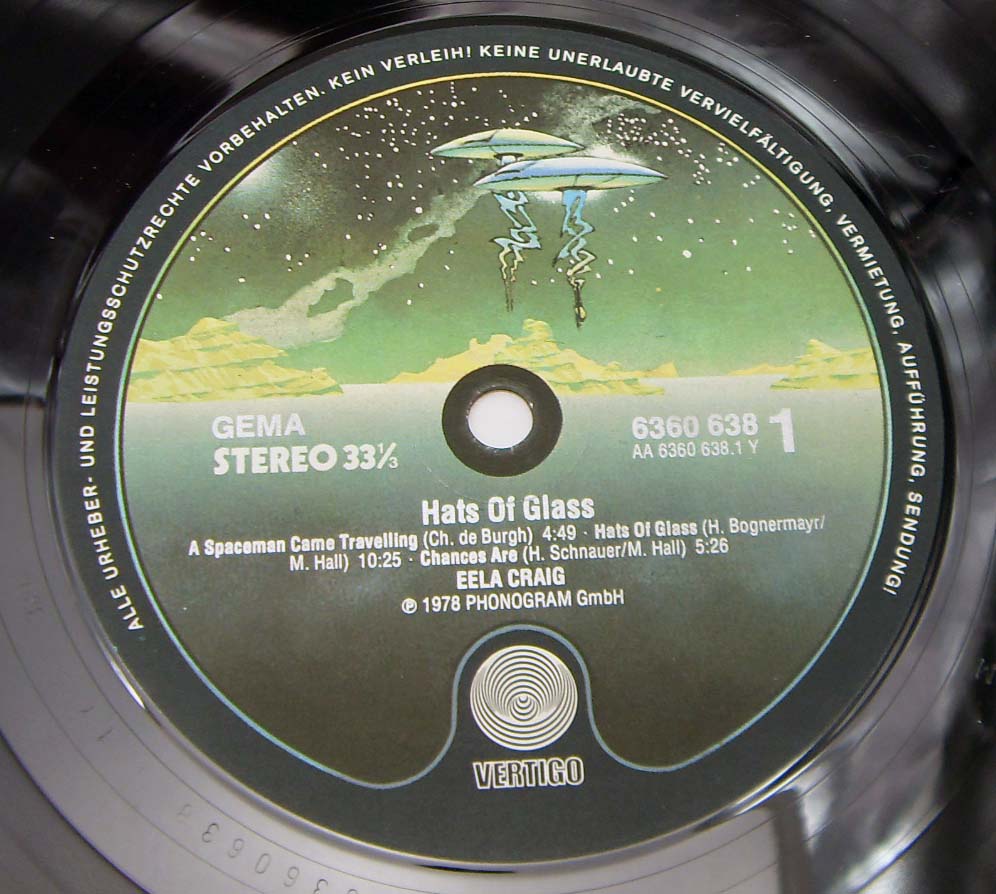 ALLE URHEBER- UND LEISTUNGSSCHUTZRECHTE VORBEHALTEN. KEIN VERLEIH! KEINE UNERLAUBTE VERVIELFÄLTIGUNG, VERMIETUNG, AUFFÜHRUNG, SENDUNG!
GEMA
STEREO 33⅓
6360 638 1
AA 6360 638.1 Y
Hats Of Glass
A Spaceman Came Travelling (Ch. de Burgh) 4:49 · Hats Of Glass (H. Bognermayr/
M. Hall) 10:25 · Chances Are (H. Schnauer/M. Hall) 5:26
EELA CRAIG
℗ 1978 PHONOGRAM GmbH
VERTIGO